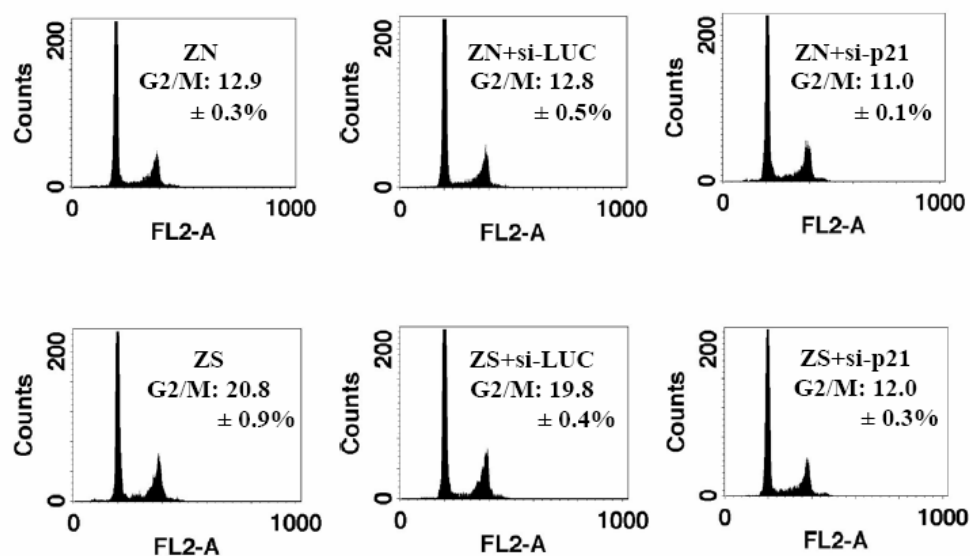 200
Counts
0
ZN
G2/M: 12.9
± 0.3%
0
1000
FL2-A
200
Counts
0
ZN+si-LUC
G2/M: 12.8
± 0.5%
0
1000
FL2-A
200
Counts
0
ZN+si-p21
G2/M: 11.0
± 0.1%
0
1000
FL2-A
200
Counts
0
ZS
G2/M: 20.8
± 0.9%
0
1000
FL2-A
200
Counts
0
ZS+si-LUC
G2/M: 19.8
± 0.4%
0
1000
FL2-A
200
Counts
0
ZS+si-p21
G2/M: 12.0
± 0.3%
0
1000
FL2-A